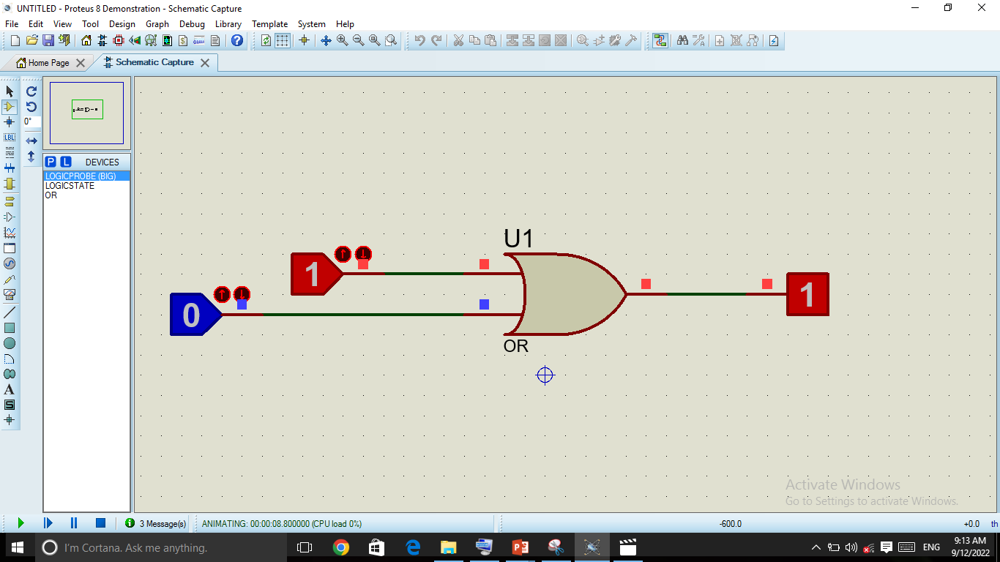 UNTITLED - Proteus 8 Demonstration - Schematic Capture
File Edit View Tool Design Graph Debug Library Template System Help
Home Page Schematic Capture
0°
LBL
P L DEVICES
LOGICPROBE (BIG)
LOGICSTATE
OR
A
S
U1
1
0
1
OR
Activate Windows
Go to Settings to activate Windows.
3 Message(s) ANIMATING: 00:00:08.800000 (CPU load 0%) -600.0 +0.0 th
I'm Cortana. Ask me anything. ENG 9:13 AM
9/12/2022